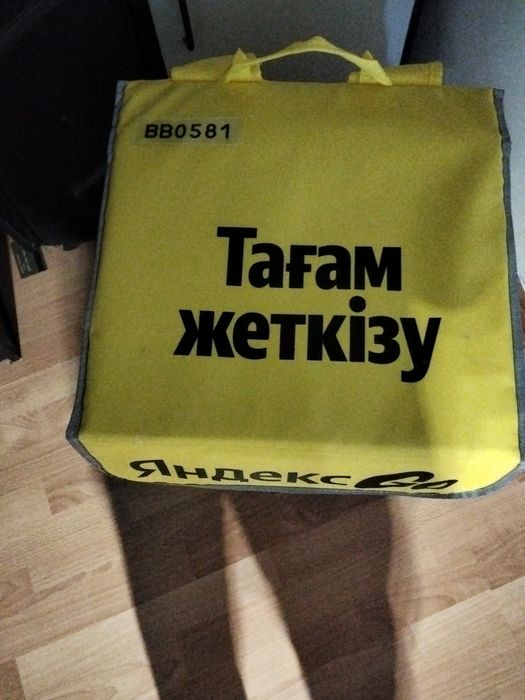 BB0581
Тағам
жеткізу
Яндекс Go